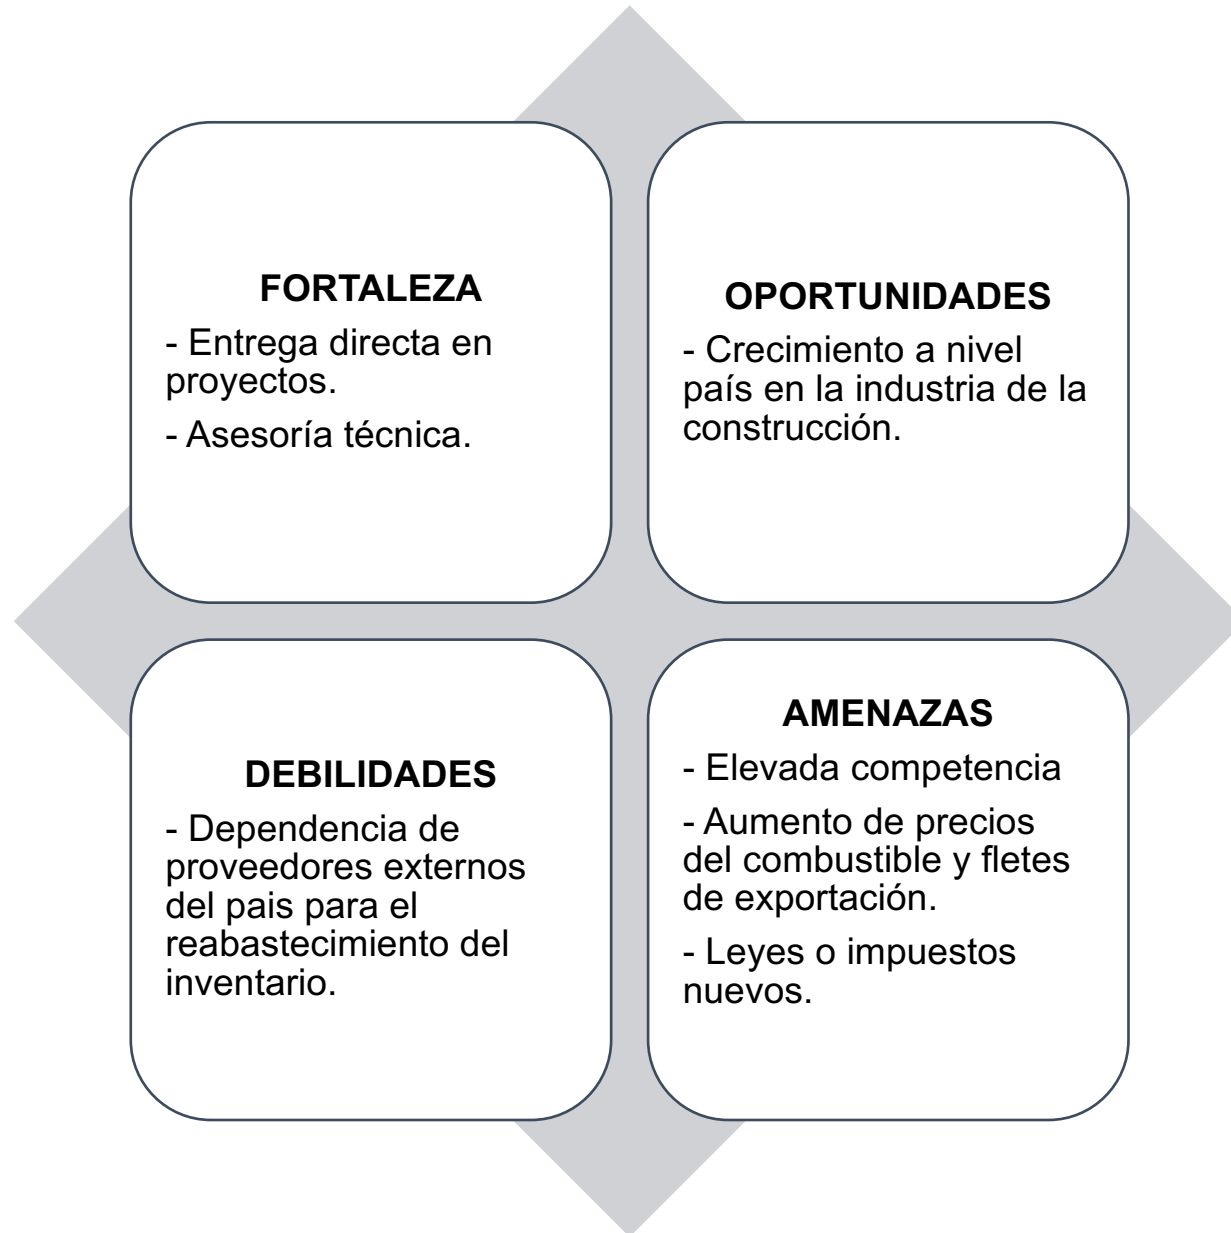 FORTALEZA
- Entrega directa en
proyectos.
- Asesoría técnica.
OPORTUNIDADES
- Crecimiento a nivel
país en la industria de la
construcción.
DEBILIDADES
- Dependencia de
proveedores externos
del pais para el
reabastecimiento del
inventario.
AMENAZAS
- Elevada competencia
- Aumento de precios
del combustible y fletes
de exportación.
- Leyes o impuestos
nuevos.